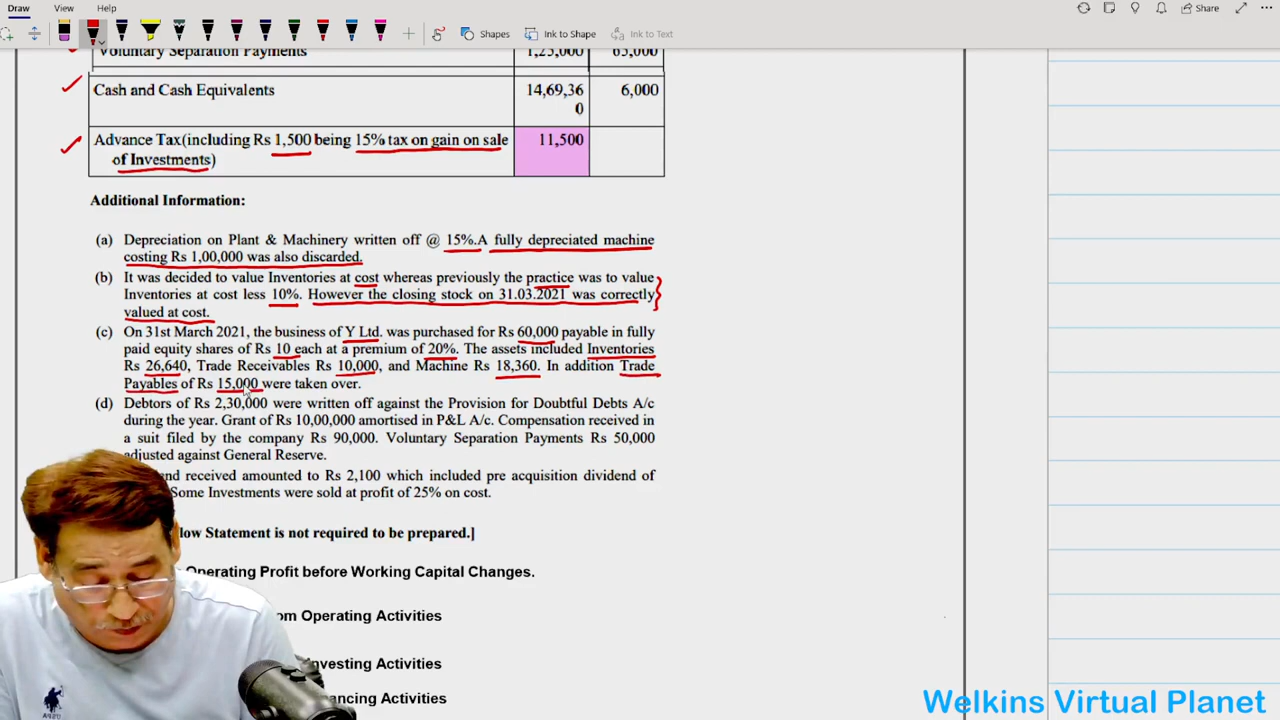 Draw View Help
Share
Shapes Ink to Shape Ink to Text
Voluntary Separation Payments 1,25,000 65,000
Cash and Cash Equivalents 14,69,36 6,000
0
Advance Tax(including Rs 1,500 being 15% tax on gain on sale 11,500
of Investments)
Additional Information:
(a) Depreciation on Plant & Machinery written off @ 15%.A fully depreciated machine
costing Rs 1,00,000 was also discarded.
(b) It was decided to value Inventories at cost whereas previously the practice was to value
Inventories at cost less 10%. However the closing stock on 31.03.2021 was correctly
valued at cost.
(c) On 31st March 2021, the business of Y Ltd. was purchased for Rs 60,000 payable in fully
paid equity shares of Rs 10 each at a premium of 20%. The assets included Inventories
Rs 26,640, Trade Receivables Rs 10,000, and Machine Rs 18,360. In addition Trade
Payables of Rs 15,000 were taken over.
(d) Debtors of Rs 2,30,000 were written off against the Provision for Doubtful Debts A/c
during the year. Grant of Rs 10,00,000 amortised in P&L A/c. Compensation received in
a suit filed by the company Rs 90,000. Voluntary Separation Payments Rs 50,000
adjusted against General Reserve.
received amounted to Rs 2,100 which included pre acquisition dividend of
Some Investments were sold at profit of 25% on cost.
Statement is not required to be prepared.]
Operating Profit before Working Capital Changes.
Operating Activities
Investing Activities
Activities
Welkins Virtual Planet